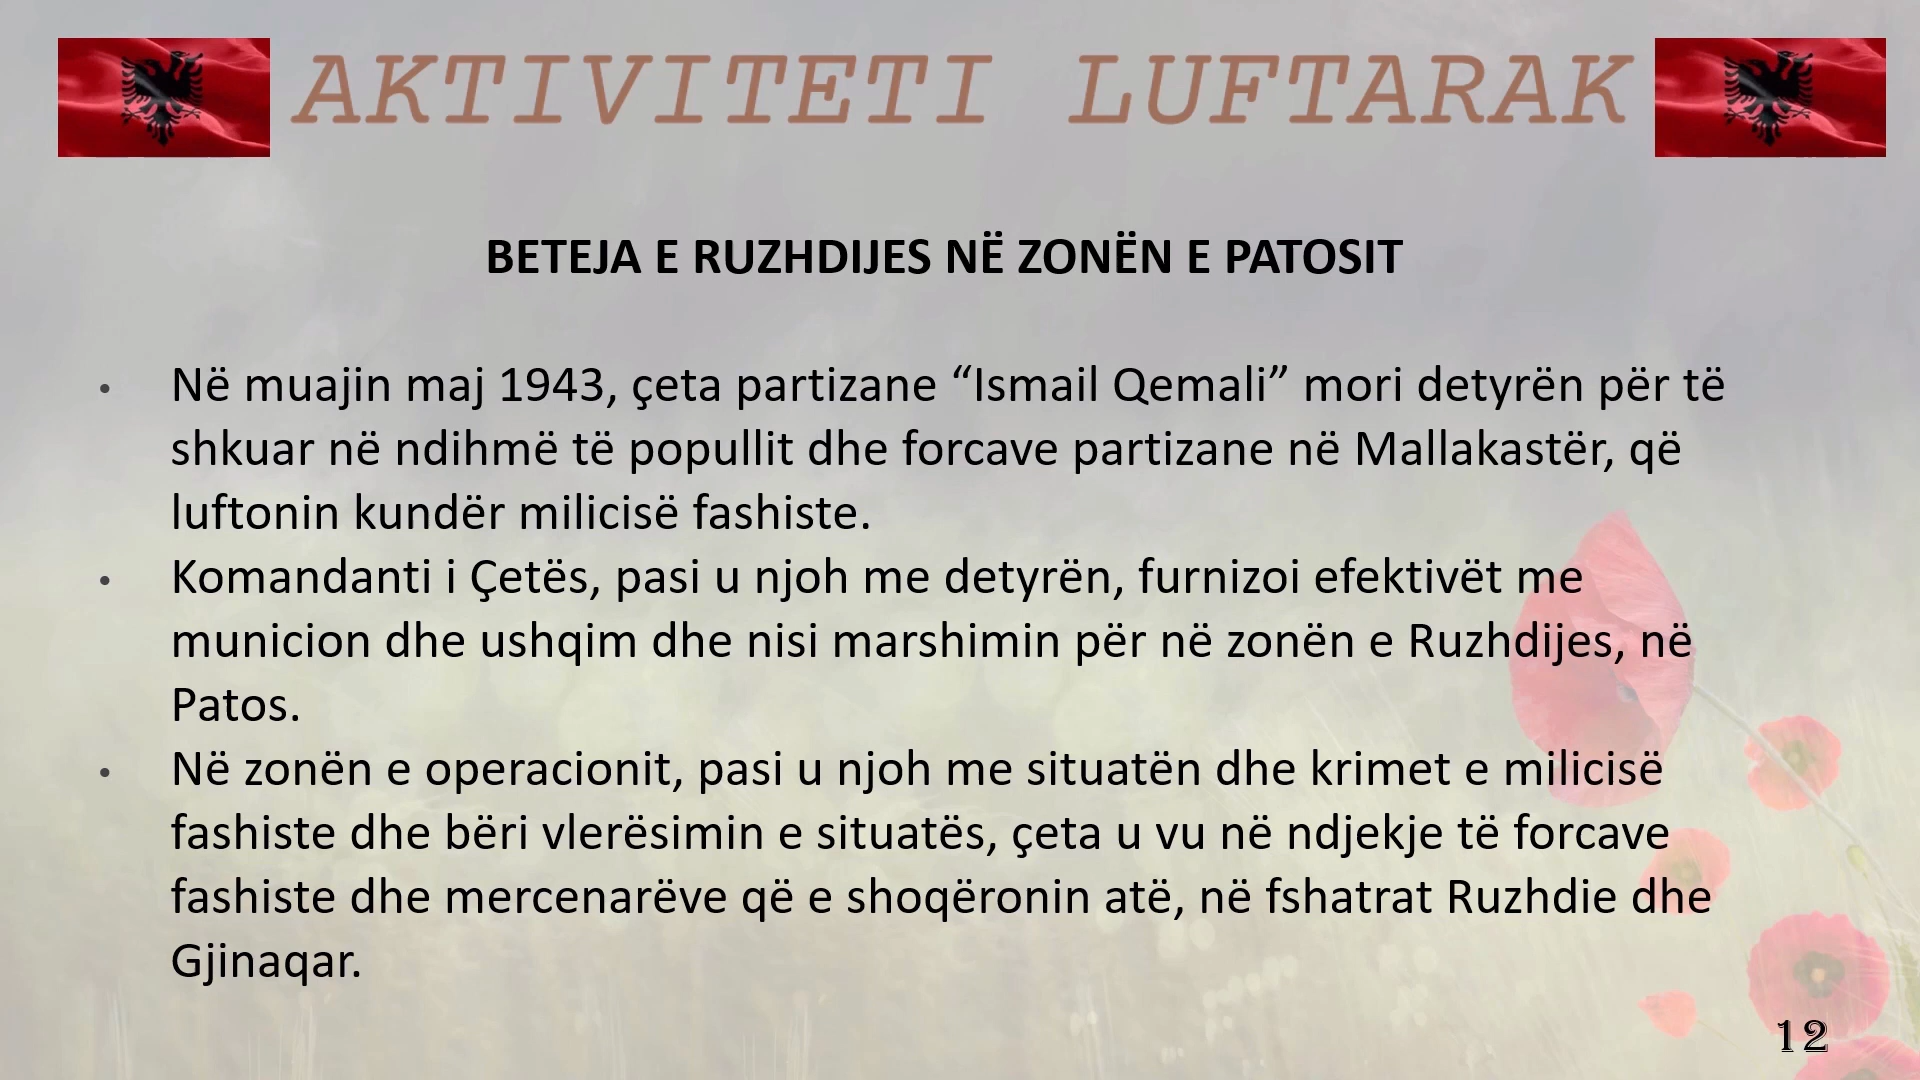 AKTIVITETI LUFTARAK
BETEJA E RUZHDIJES NË ZONËN E PATOSIT
• Në muajin maj 1943, çeta partizane “Ismail Qemali” mori detyrën për të
shkuar në ndihmë të popullit dhe forcave partizane në Mallakastër, që
luftonin kundër milicisë fashiste.
• Komandanti i Çetës, pasi u njoh me detyrën, furnizoi efektivët me
municion dhe ushqim dhe nisi marshimin për në zonën e Ruzhdijes, në
Patos.
• Në zonën e operacionit, pasi u njoh me situatën dhe krimet e milicisë
fashiste dhe bëri vlerësimin e situatës, çeta u vu në ndjekje të forcave
fashiste dhe mercenarëve që e shoqëronin atë, në fshatrat Ruzhdie dhe
Gjinaqar.
12